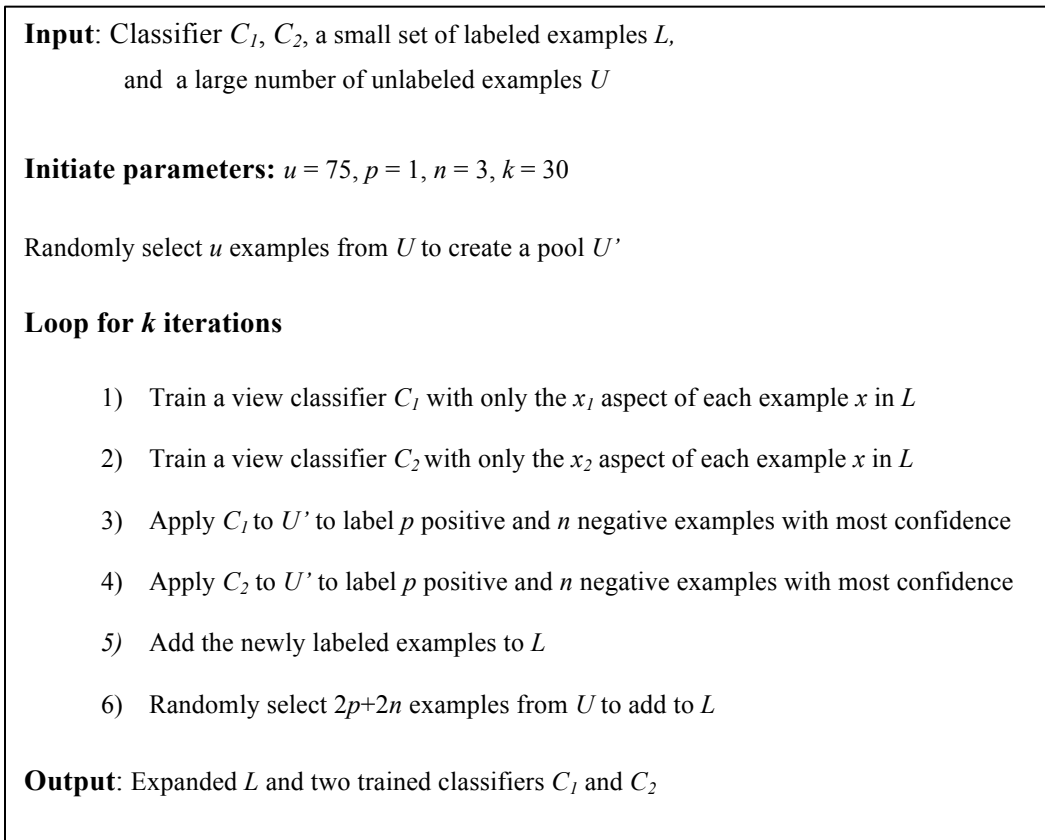 Input: Classifier C1, C2, a small set of labeled examples L,
and a large number of unlabeled examples U
Initiate parameters: u = 75, p = 1, n = 3, k = 30
Randomly select u examples from U to create a pool U’
Loop for k iterations
1) Train a view classifier C1 with only the x1 aspect of each example x in L
2) Train a view classifier C2 with only the x2 aspect of each example x in L
3) Apply C1 to U’ to label p positive and n negative examples with most confidence
4) Apply C2 to U’ to label p positive and n negative examples with most confidence
5) Add the newly labeled examples to L
6) Randomly select 2p+2n examples from U to add to L
Output: Expanded L and two trained classifiers C1 and C2